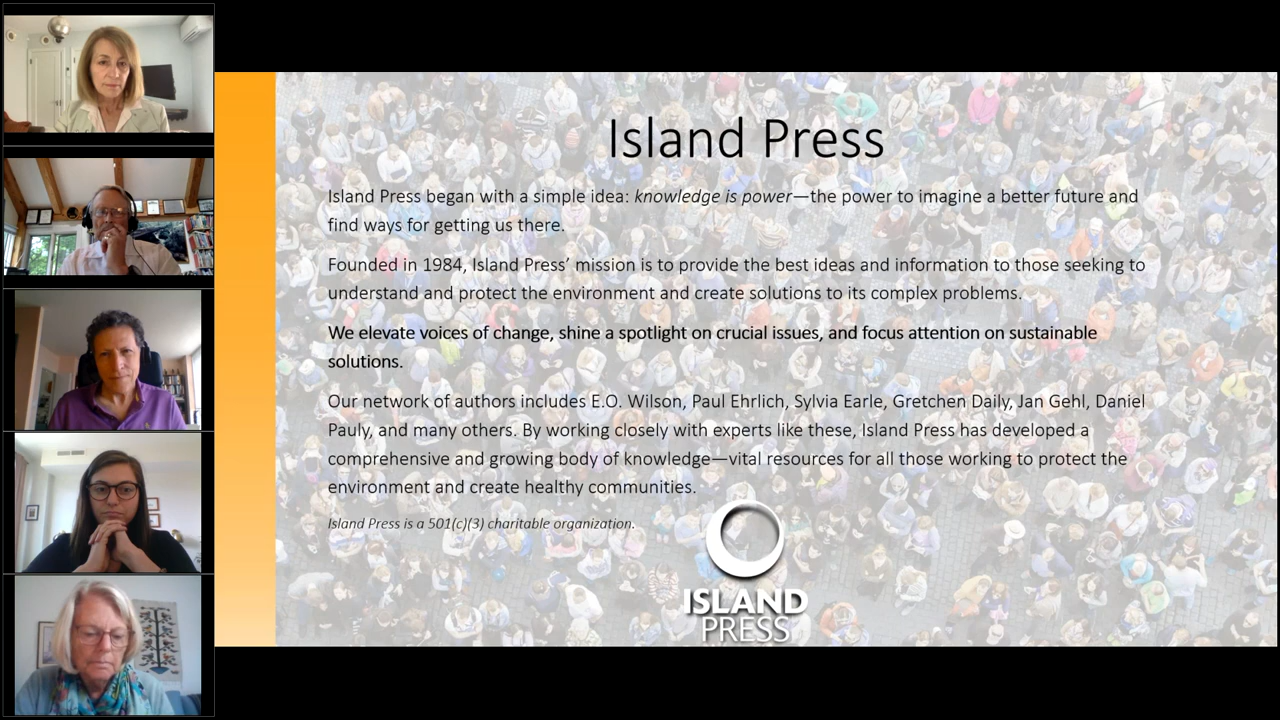 Island Press
Island Press began with a simple idea: knowledge is power—the power to imagine a better future and
find ways for getting us there.
Founded in 1984, Island Press’ mission is to provide the best ideas and information to those seeking to
understand and protect the environment and create solutions to its complex problems.
We elevate voices of change, shine a spotlight on crucial issues, and focus attention on sustainable
solutions.
Our network of authors includes E.O. Wilson, Paul Ehrlich, Sylvia Earle, Gretchen Daily, Jan Gehl, Daniel
Pauly, and many others. By working closely with experts like these, Island Press has developed a
comprehensive and growing body of knowledge—vital resources for all those working to protect the
environment and create healthy communities.
Island Press is a 501(c)(3) charitable organization.
ISLAND
PRESS